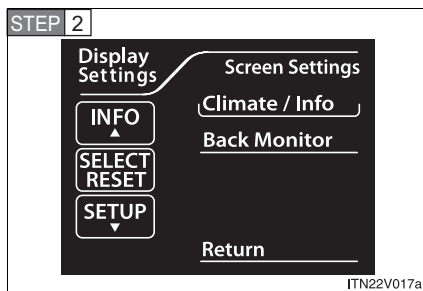 STEP 2
Display
Settings
Screen Settings
INFO
▲
Climate / Info
SELECT
RESET
Back Monitor
SETUP
▼
Return
ITN22V017a